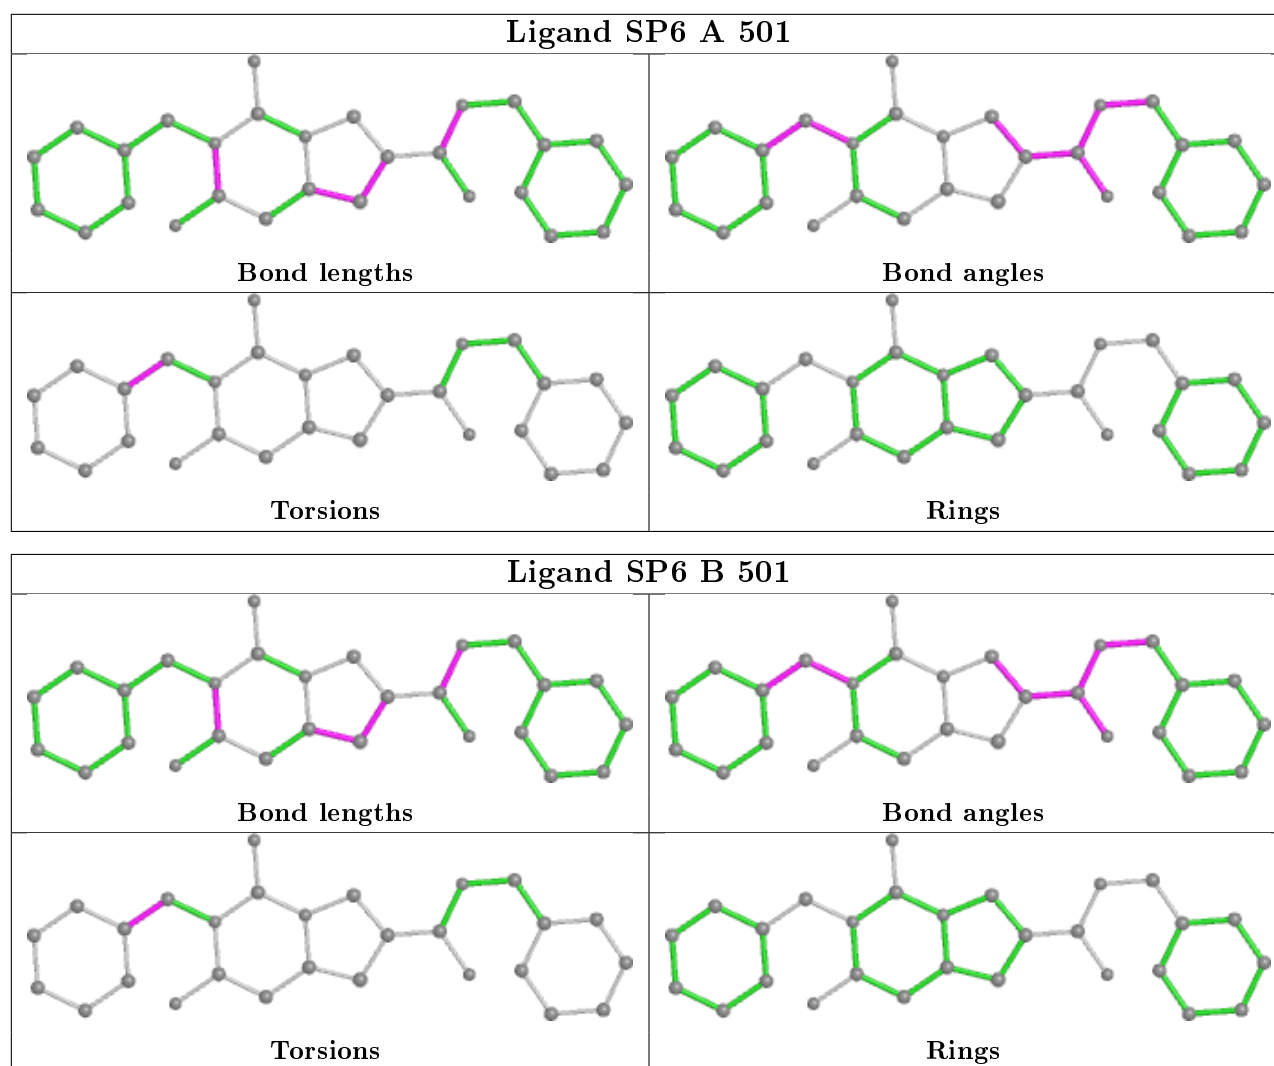 Ligand SP6 A 501
Bond lengths
Bond angles
Torsions
Rings
Ligand SP6 B 501
Bond lengths
Bond angles
Torsions
Rings